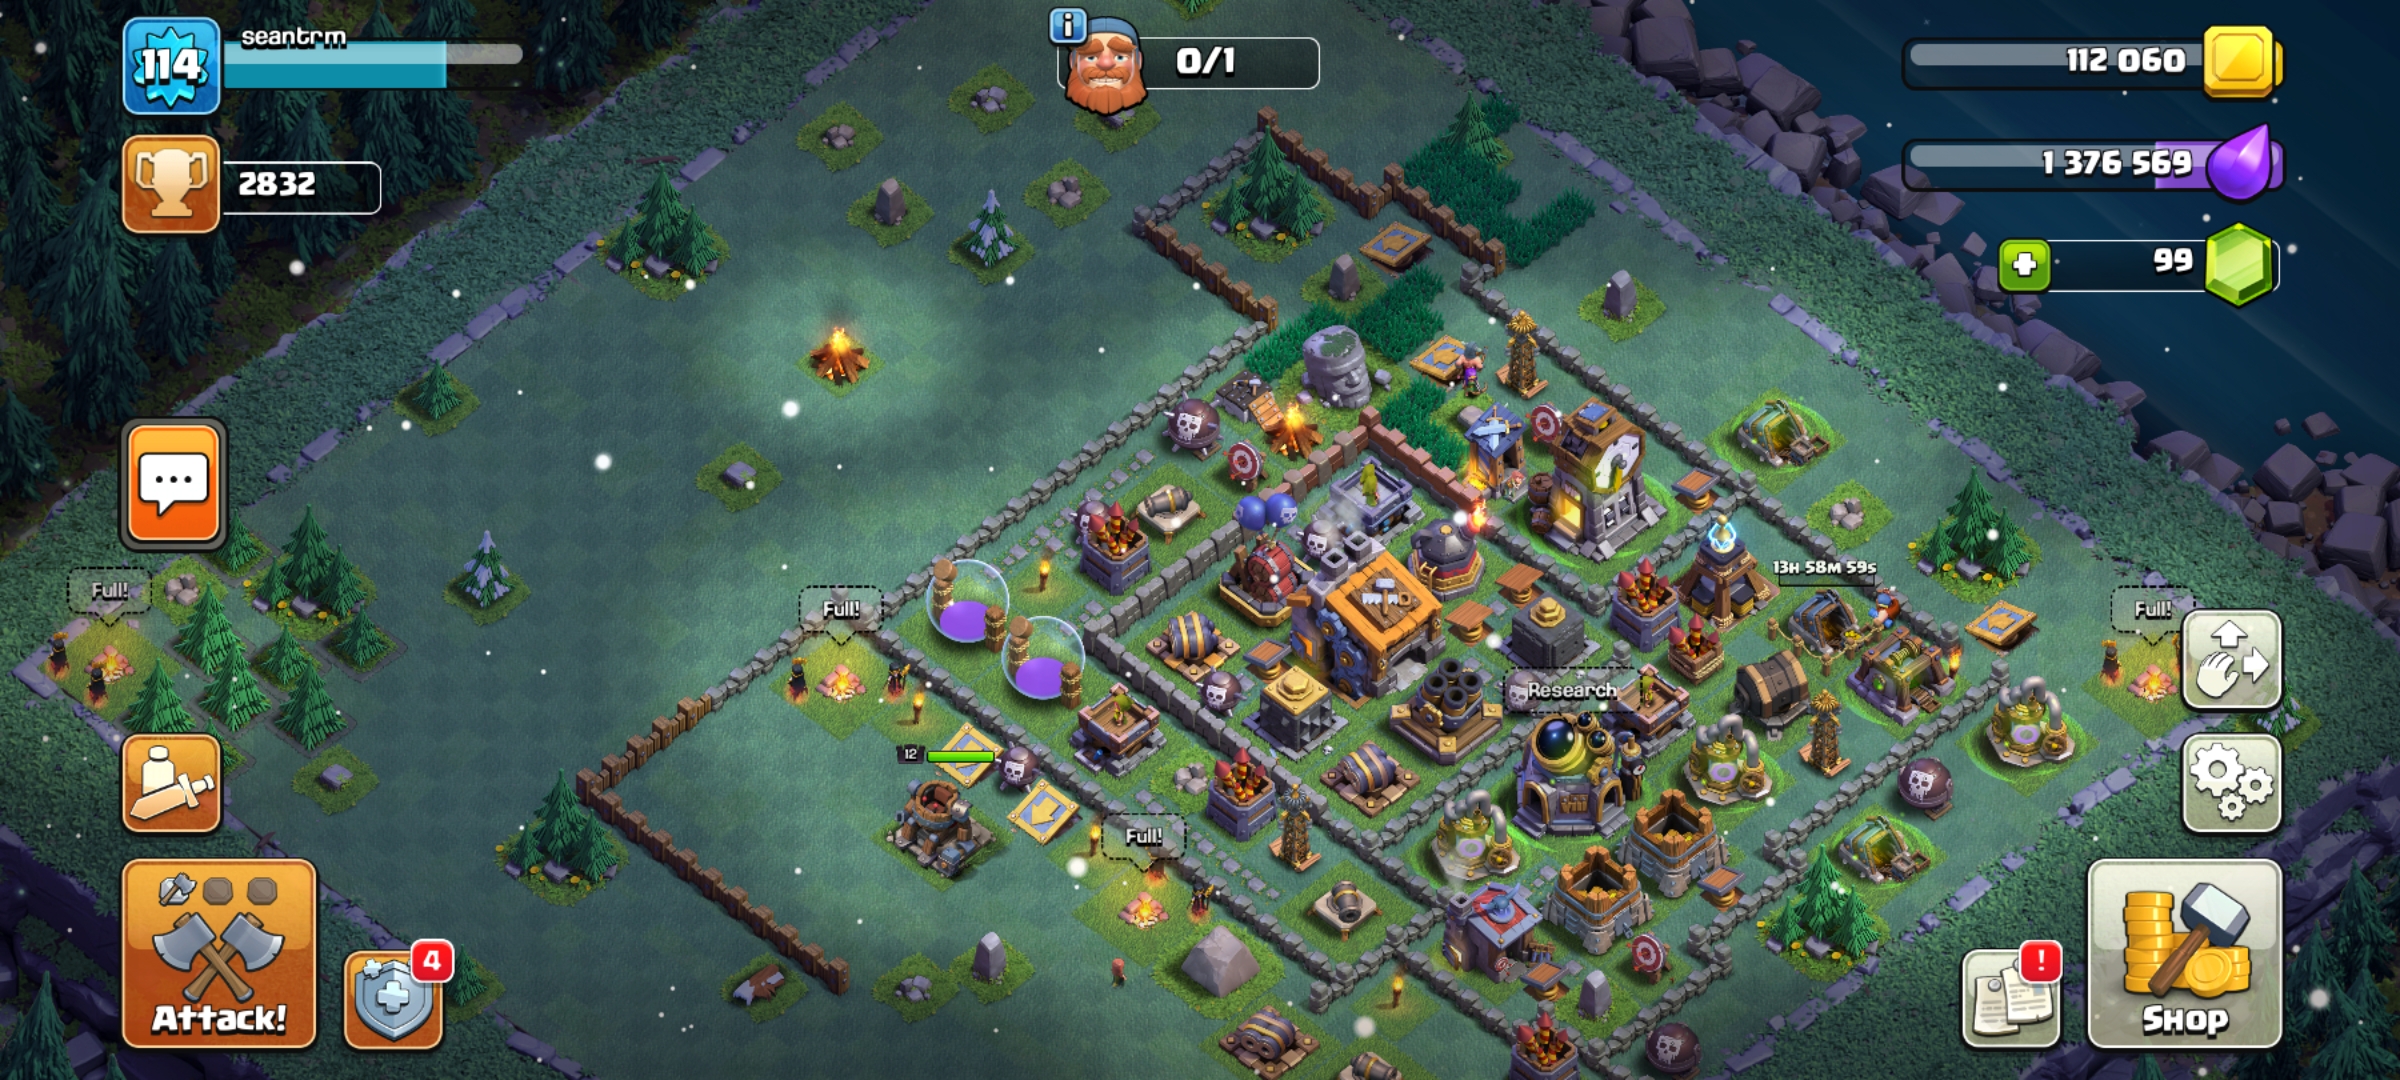 seantrm
114
0/1
112 060
1 376 569
2832
99
13H 58M 59s
Full!
Full!
Full!
Research
12
Full!
4
Attack!
!
Shop